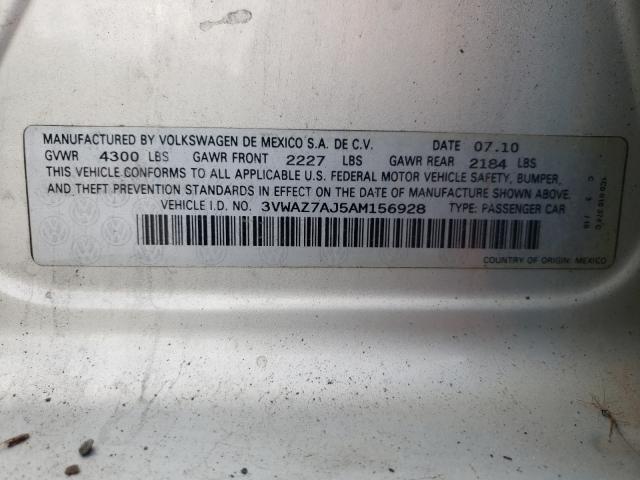 MANUFACTURED BY VOLKSWAGEN DE MEXICO S.A. DE C.V. DATE 07.10
GVWR 4300 LBS GAWR FRONT 2227 LBS GAWR REAR 2184 LBS
THIS VEHICLE CONFORMS TO ALL APPLICABLE U.S. FEDERAL MOTOR VEHICLE SAFETY, BUMPER,
AND THEFT PREVENTION STANDARDS IN EFFECT ON THE DATE OF MANUFACTURE SHOWN ABOVE.
VEHICLE I.D. NO. 3VWAZ7AJ5AM156928 TYPE: PASSENGER CAR
COUNTRY OF ORIGIN: MEXICO